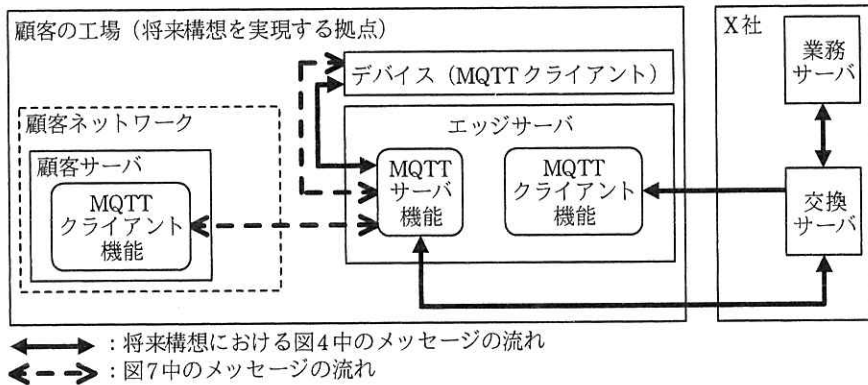 顧客の工場（将来構想を実現する拠点）
デバイス（MQTTクライアント）
顧客ネットワーク
顧客サーバ
MQTT
クライアント
機能
エッジサーバ
MQTT
サーバ
機能
MQTT
クライアント
機能
X社
業務
サーバ
交換
サーバ
：将来構想における図4中のメッセージの流れ
：図7中のメッセージの流れ